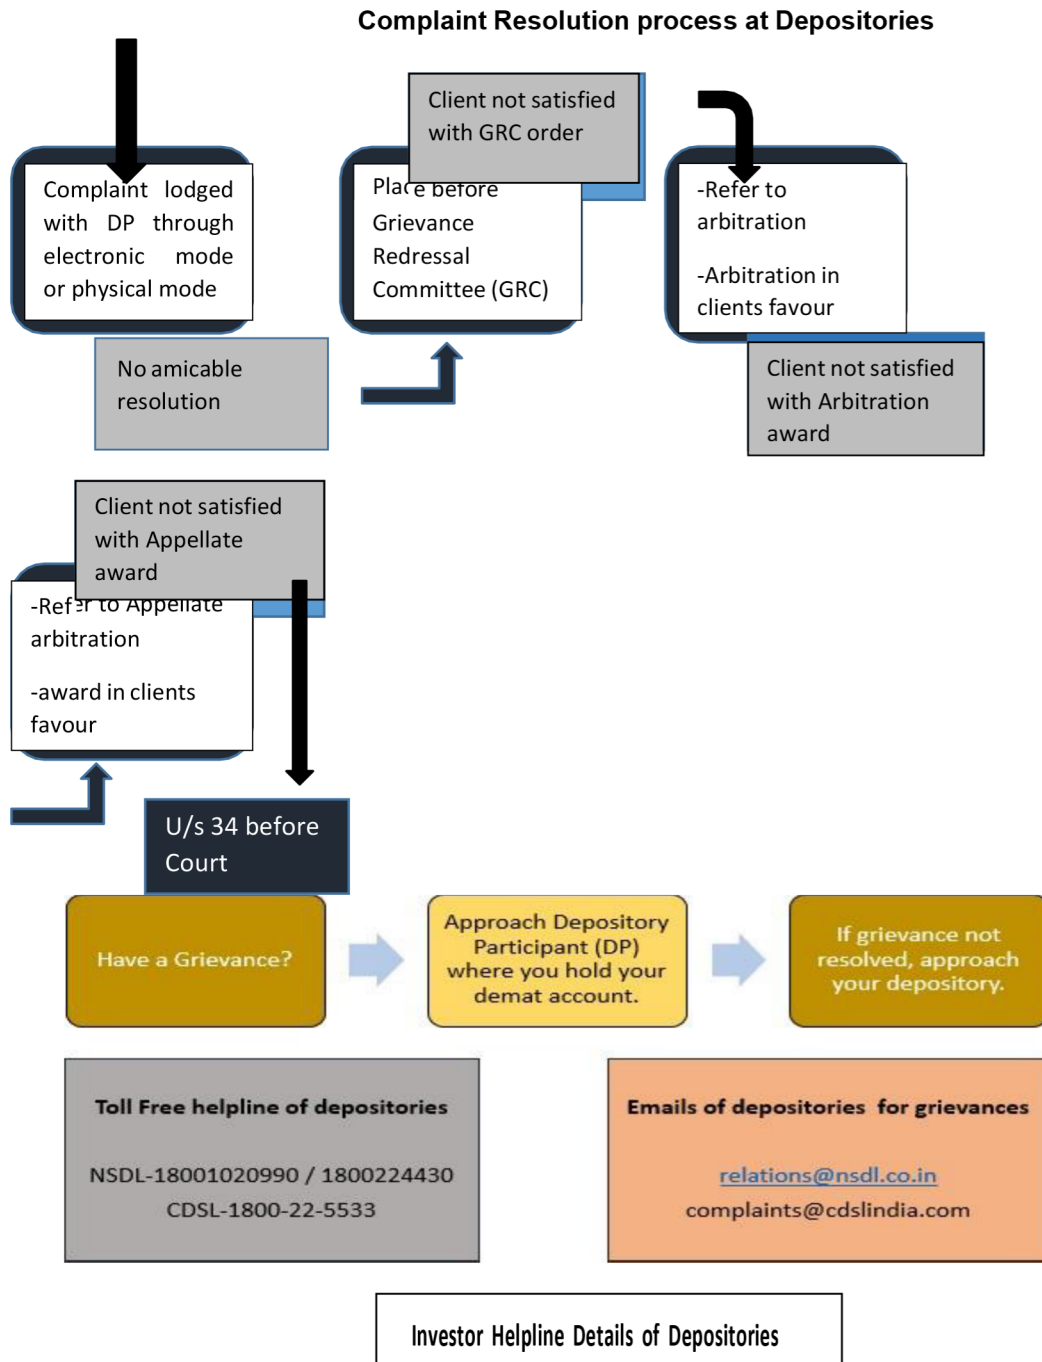 Complaint Resolution process at Depositories
Complaint lodged
with DP through
electronic mode
or physical mode
No amicable
resolution
Client not satisfied
with GRC order
Place before
Grievance
Redressal
Committee (GRC)
-Refer to
arbitration
-Arbitration in
clients favour
Client not satisfied
with Arbitration
award
Client not satisfied
with Appellate
award
-Refer to Appellate
arbitration
-award in clients
favour
U/s 34 before
Court
Have a Grievance?
Approach Depository
Participant (DP)
where you hold your
demat account.
If grievance not
resolved, approach
your depository.
Toll Free helpline of depositories
NSDL-18001020990 / 1800224430
CDSL-1800-22-5533
Emails of depositories for grievances
relations@nsdl.co.in
complaints@cdslindia.com
Investor Helpline Details of Depositories